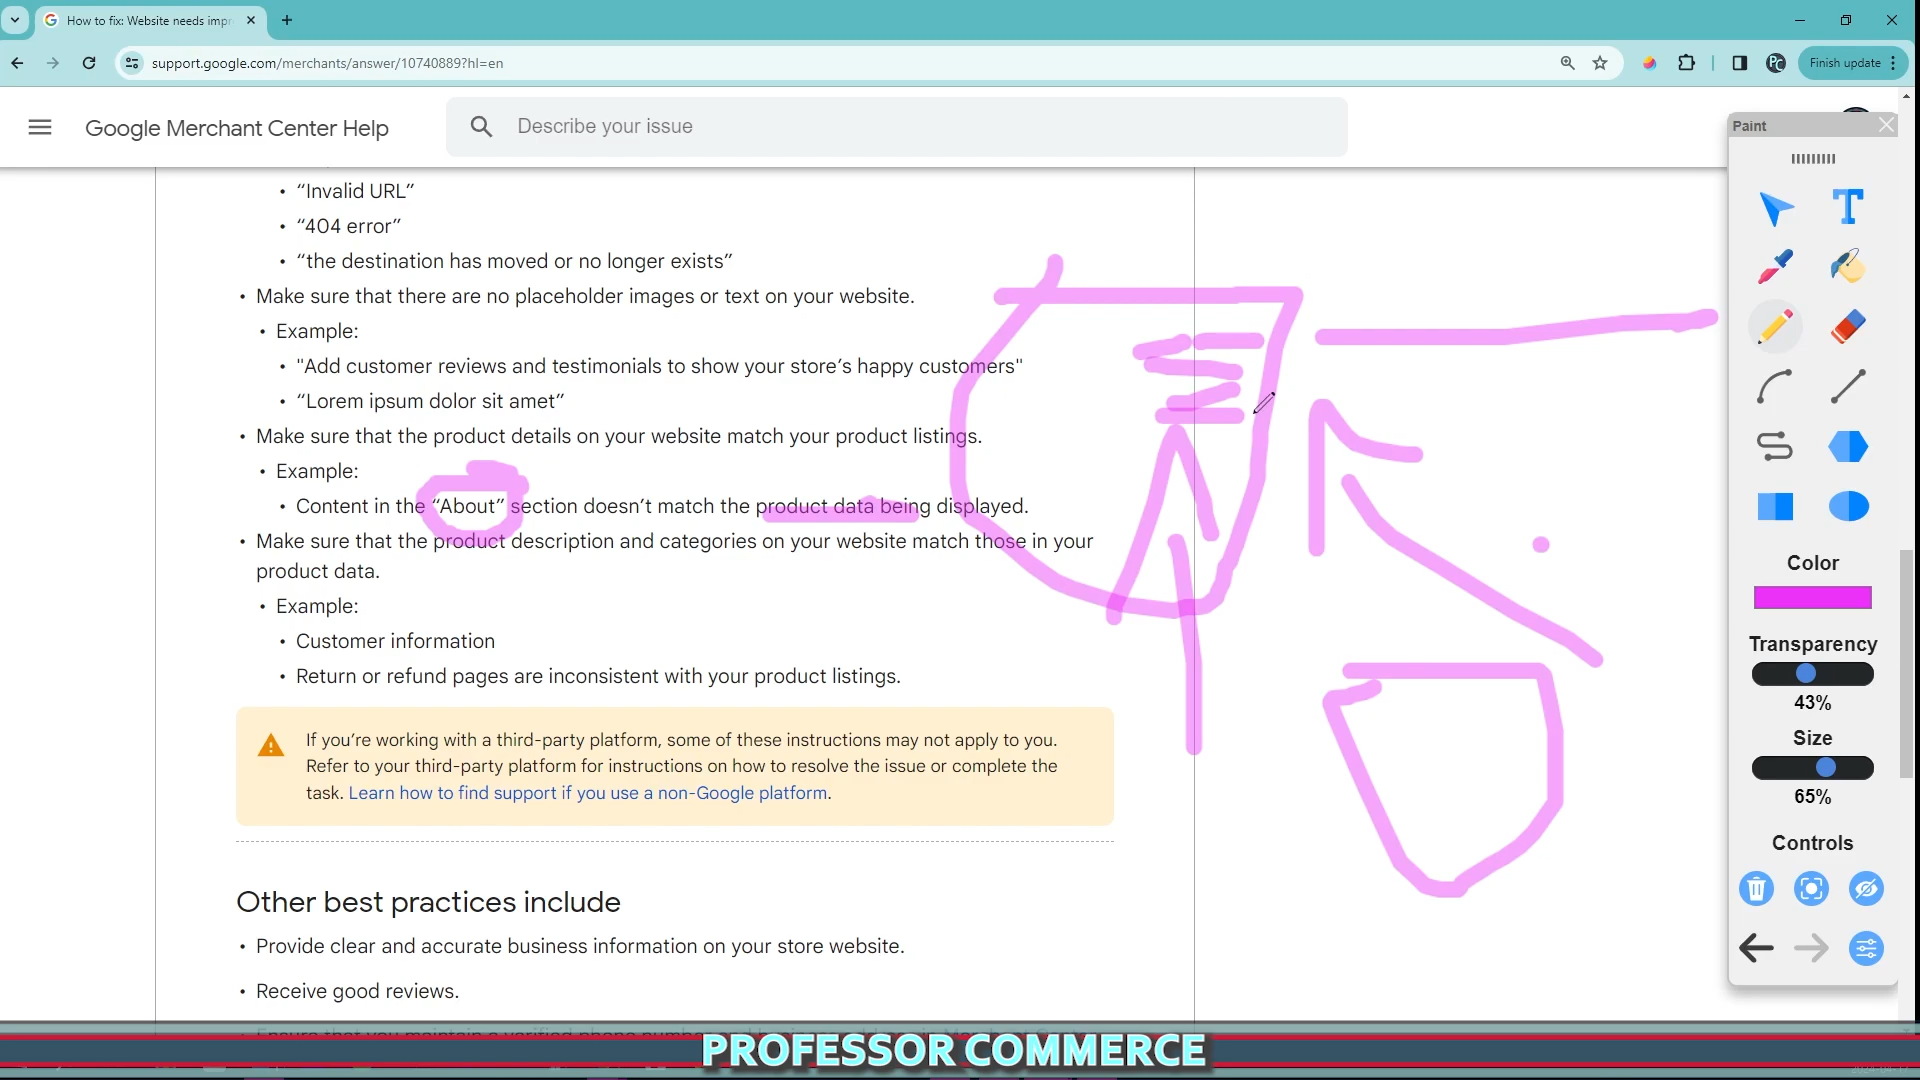 How to fix: Website needs impr
support.google.com/merchants/answer/10740889?hl=en
Finish update
Google Merchant Center Help
Describe your issue
Paint
• “Invalid URL”
• “404 error”
• “the destination has moved or no longer exists”
• Make sure that there are no placeholder images or text on your website.
• Example:
• "Add customer reviews and testimonials to show your store’s happy customers"
• “Lorem ipsum dolor sit amet”
• Make sure that the product details on your website match your product listings.
• Example:
• Content in the “About” section doesn’t match the product data being displayed.
• Make sure that the product description and categories on your website match those in your
product data.
• Example:
• Customer information
• Return or refund pages are inconsistent with your product listings.
If you’re working with a third-party platform, some of these instructions may not apply to you.
Refer to your third-party platform for instructions on how to resolve the issue or complete the
task. Learn how to find support if you use a non-Google platform.
Other best practices include
• Provide clear and accurate business information on your store website.
• Receive good reviews.
T
Color
Transparency
43%
Size
65%
Controls
PROFESSOR COMMERCE